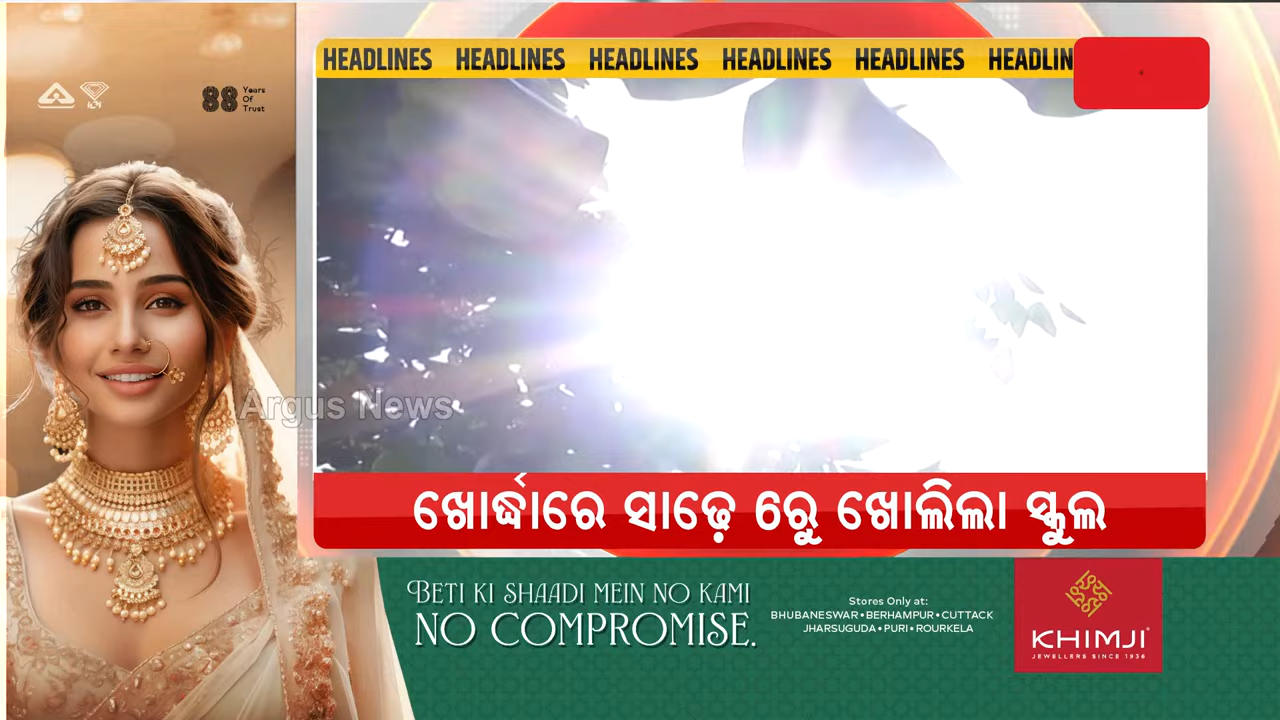 88 Years Of Trust
HEADLINES HEADLINES HEADLINES HEADLINES HEADLINES HEADLIN
Argus News
ଖୋର୍ଦ୍ଧାରେ ସାଢ଼େ 6ରୁ ଖୋଲିଲା ସ୍କୁଲ
BETI KI SHAADI MEIN NO KAMI
NO COMPROMISE.
Stores Only at:
BHUBANESWAR • BERHAMPUR • CUTTACK
JHARSUGUDA • PURI • ROURKELA
KHIMJI
JEWELLERS SINCE 1936